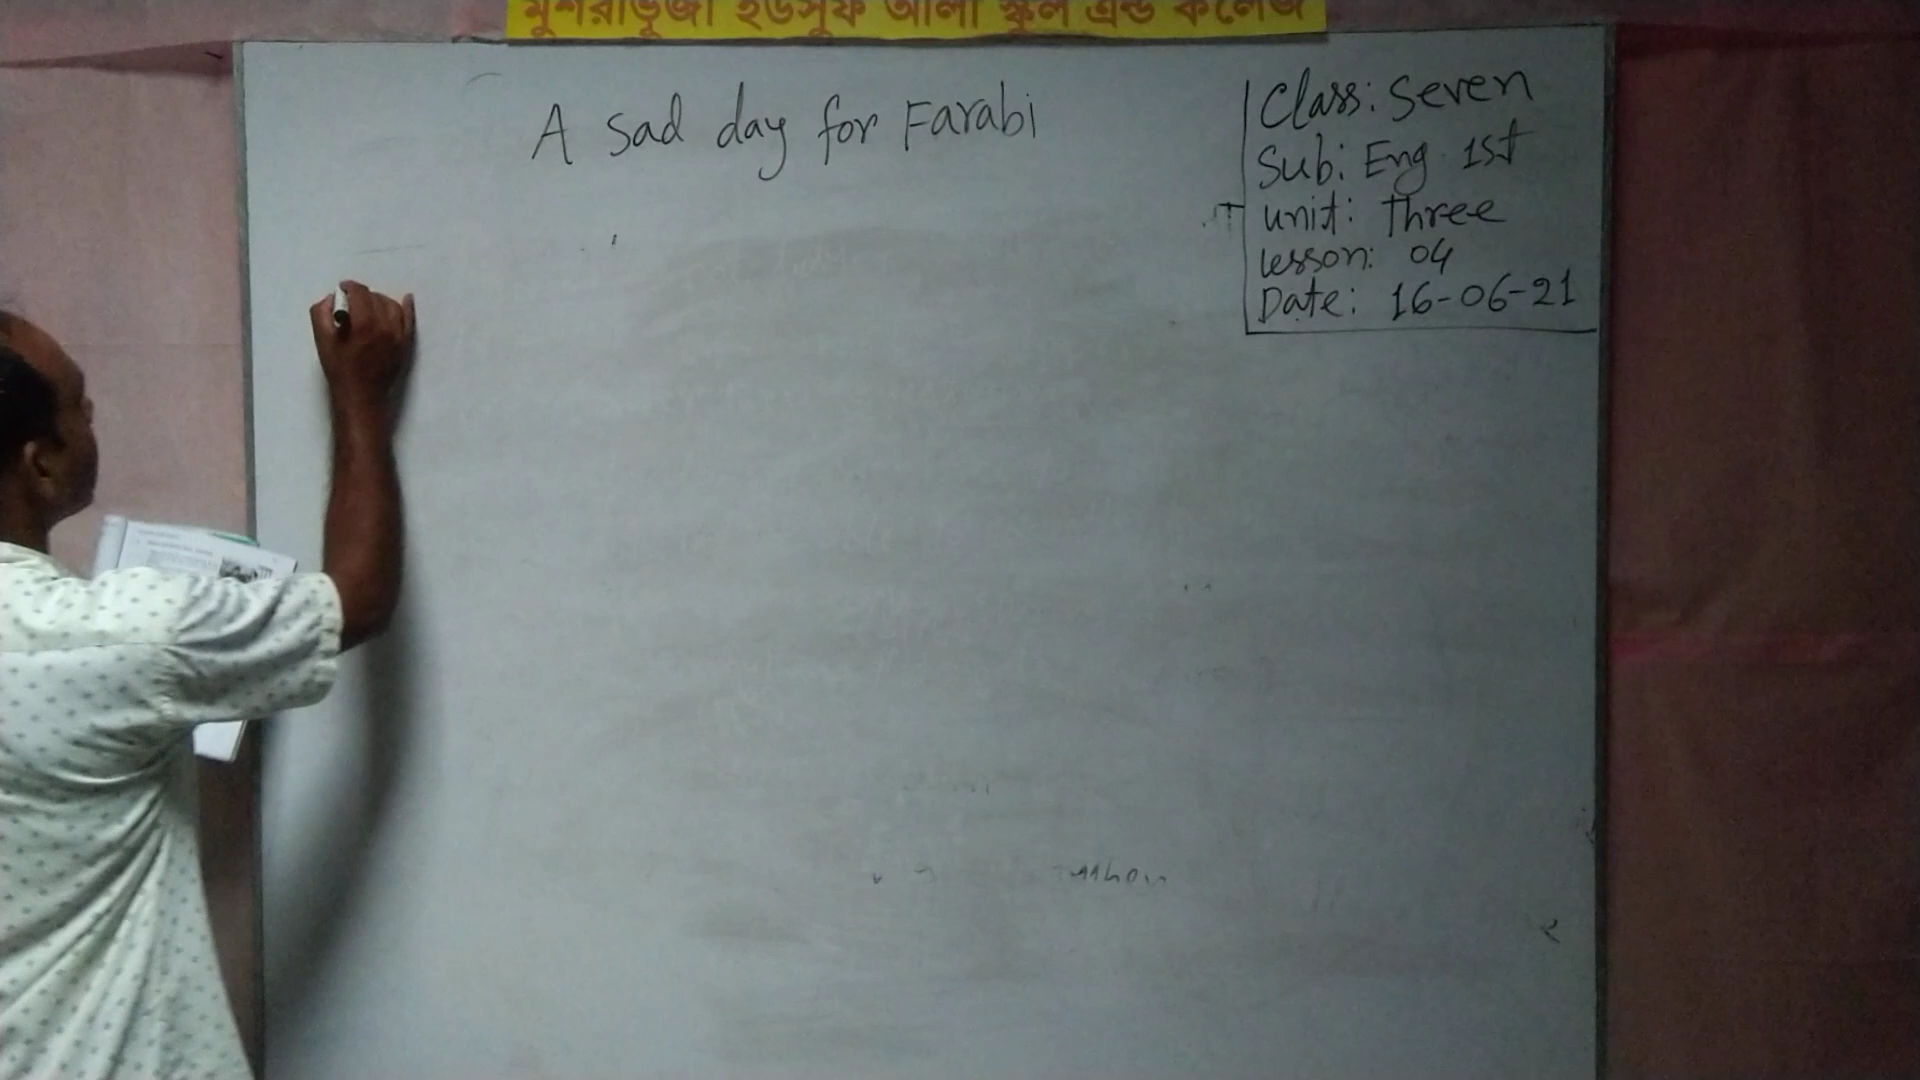 মুশরীভূজা ইউসুফ আলী স্কুল এন্ড কলেজ
A sad day for Farabi
Class: Seven
Sub: Eng 1st
unit: Three
lesson: 04
Date: 16-06-21